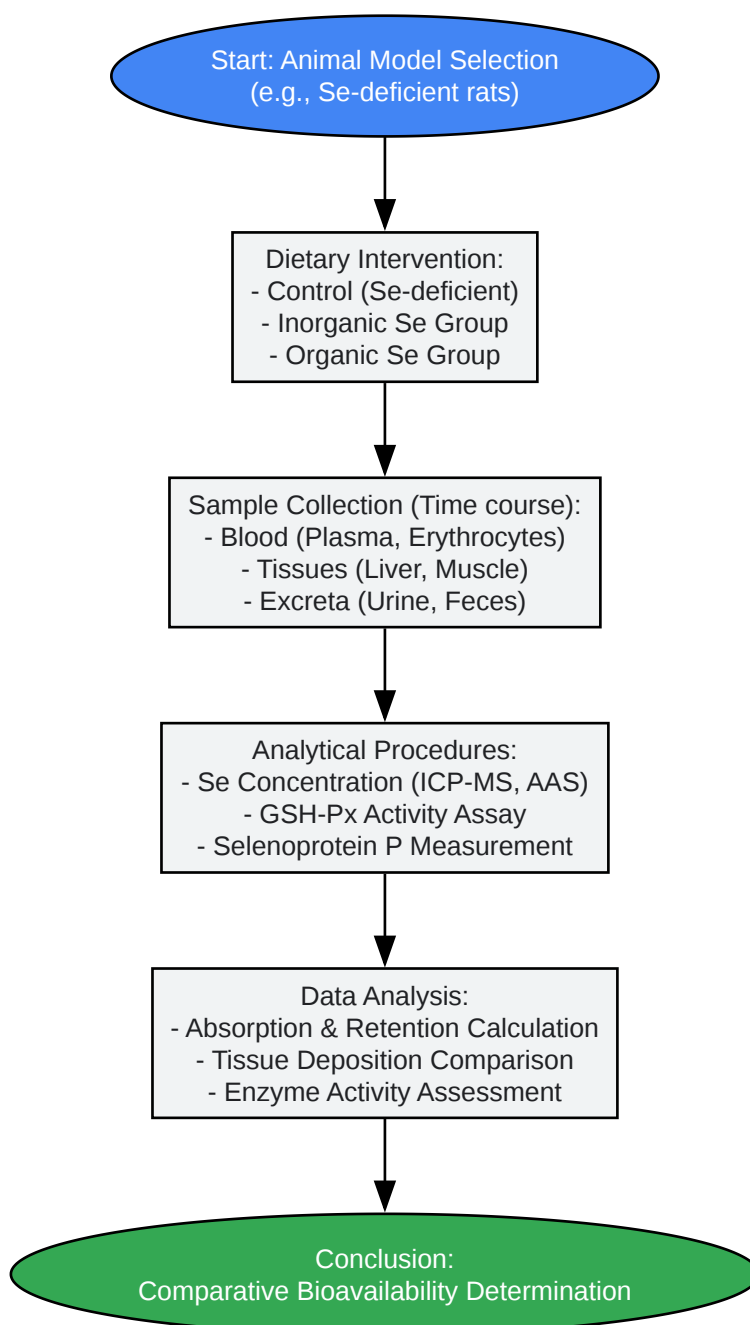 Start: Animal Model Selection
(e.g., Se-deficient rats)
Dietary Intervention:
- Control (Se-deficient)
- Inorganic Se Group
- Organic Se Group
Sample Collection (Time course):
- Blood (Plasma, Erythrocytes)
- Tissues (Liver, Muscle)
- Excreta (Urine, Feces)
Analytical Procedures:
- Se Concentration (ICP-MS, AAS)
- GSH-Px Activity Assay
- Selenoprotein P Measurement
Data Analysis:
- Absorption & Retention Calculation
- Tissue Deposition Comparison
- Enzyme Activity Assessment
Conclusion:
Comparative Bioavailability Determination